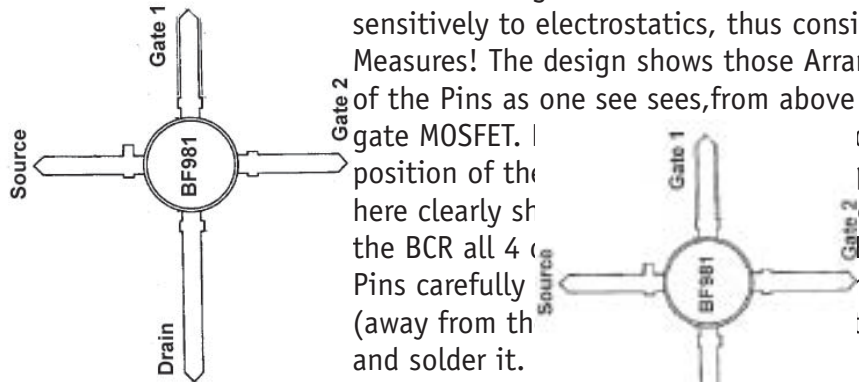 sensitively to electrostatics, thus consi
Measures! The design shows those Arran
of the Pins as one see sees,from above
gate MOSFET.
position of the
here clearly sh
the BCR all 4
Pins carefully
(away from th
and solder it.
Gate 1
Source
BF981
Gate 2
Drain
Gate 1
Source
BF981
Gate 2